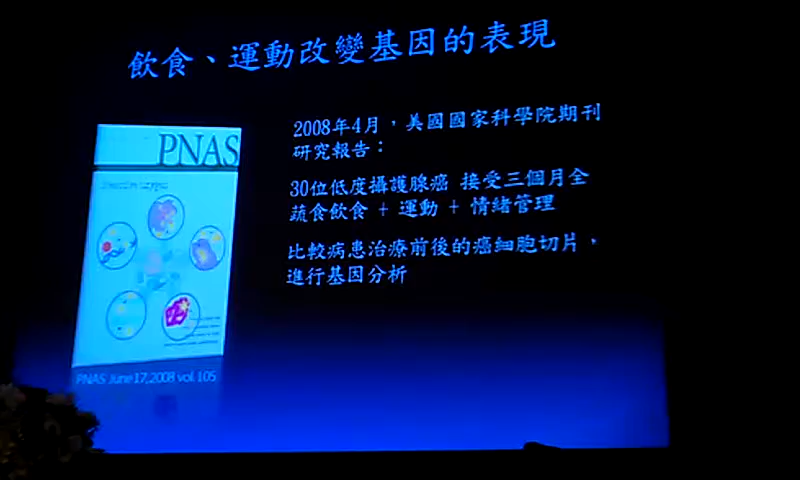 飲食、運動改變基因的表現
PNAS
2008年4月，美國國家科學院期刊
研究報告：
30位低度攝護腺癌 接受三個月全
蔬食飲食 + 運動 + 情緒管理
比較病患治療前後的癌細胞切片，
進行基因分析
PNAS June17,2008 vol.105